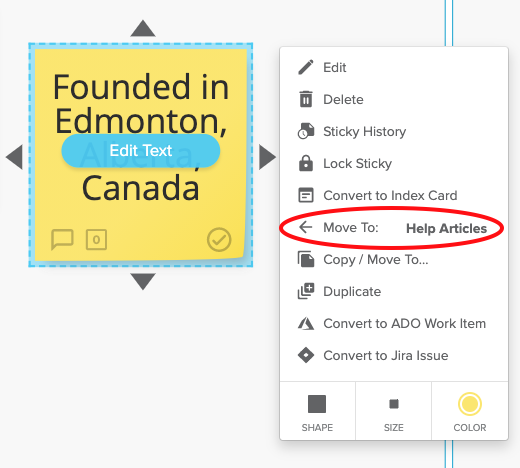 Founded in
Edmonton,
Alberta,
Edit Text
Canada
0
Edit
Delete
Sticky History
Lock Sticky
Convert to Index Card
Move To: Help Articles
Copy / Move To...
Duplicate
Convert to ADO Work Item
Convert to Jira Issue
SHAPE
SIZE
COLOR